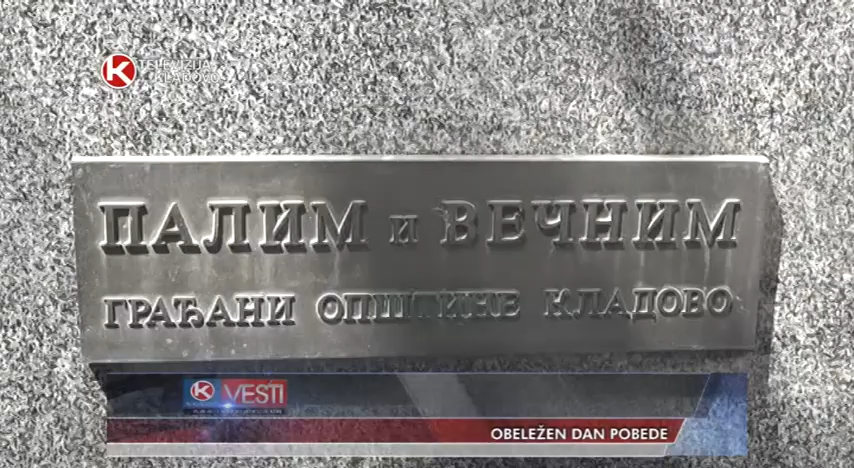 TELEVIZIJA
KLADOVO
ПАЛИМ и ВЕЧНИМ
ГРАЂАНИ ОПШТИНЕ КЛАДОВО
VESTI
OBELEŽEN DAN POBEDE